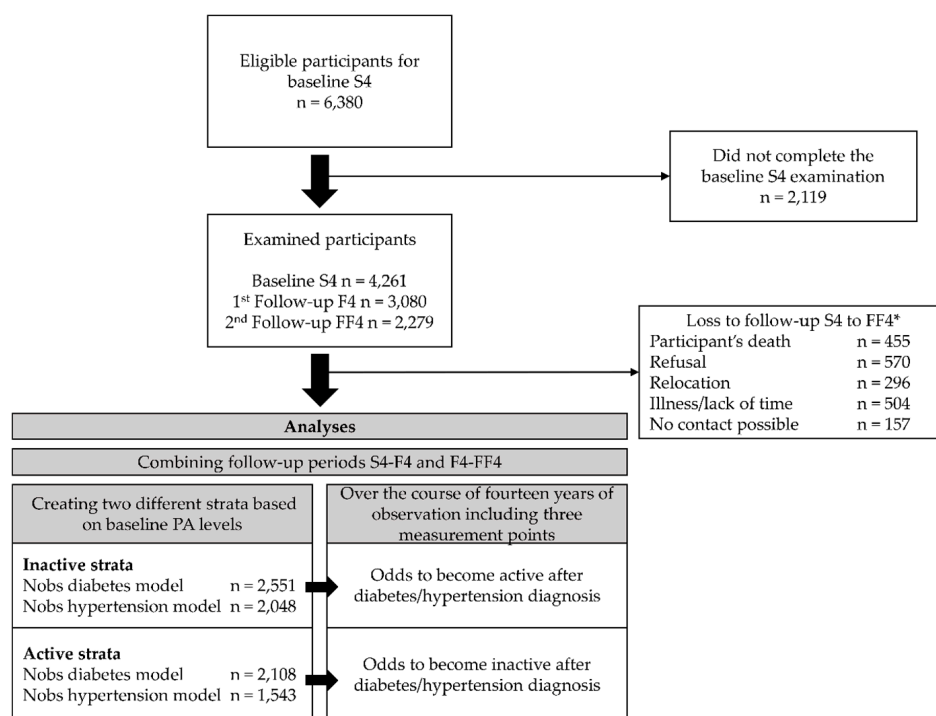 Eligible participants for
baseline S4
n = 6,380
Did not complete the
baseline S4 examination
n = 2,119
Examined participants
Baseline S4 n = 4,261
1st Follow-up F4 n = 3,080
2nd Follow-up FF4 n = 2,279
Loss to follow-up S4 to FF4*
Participant's death n = 455
Refusal n = 570
Relocation n = 296
Illness/lack of time n = 504
No contact possible n = 157
Analyses
Combining follow-up periods S4-F4 and F4-FF4
Creating two different strata based
on baseline PA levels
Over the course of fourteen years of
observation including three
measurement points
Inactive strata
Nobs diabetes model n = 2,551
Nobs hypertension model n = 2,048
Odds to become active after
diabetes/hypertension diagnosis
Active strata
Nobs diabetes model n = 2,108
Nobs hypertension model n = 1,543
Odds to become inactive after
diabetes/hypertension diagnosis